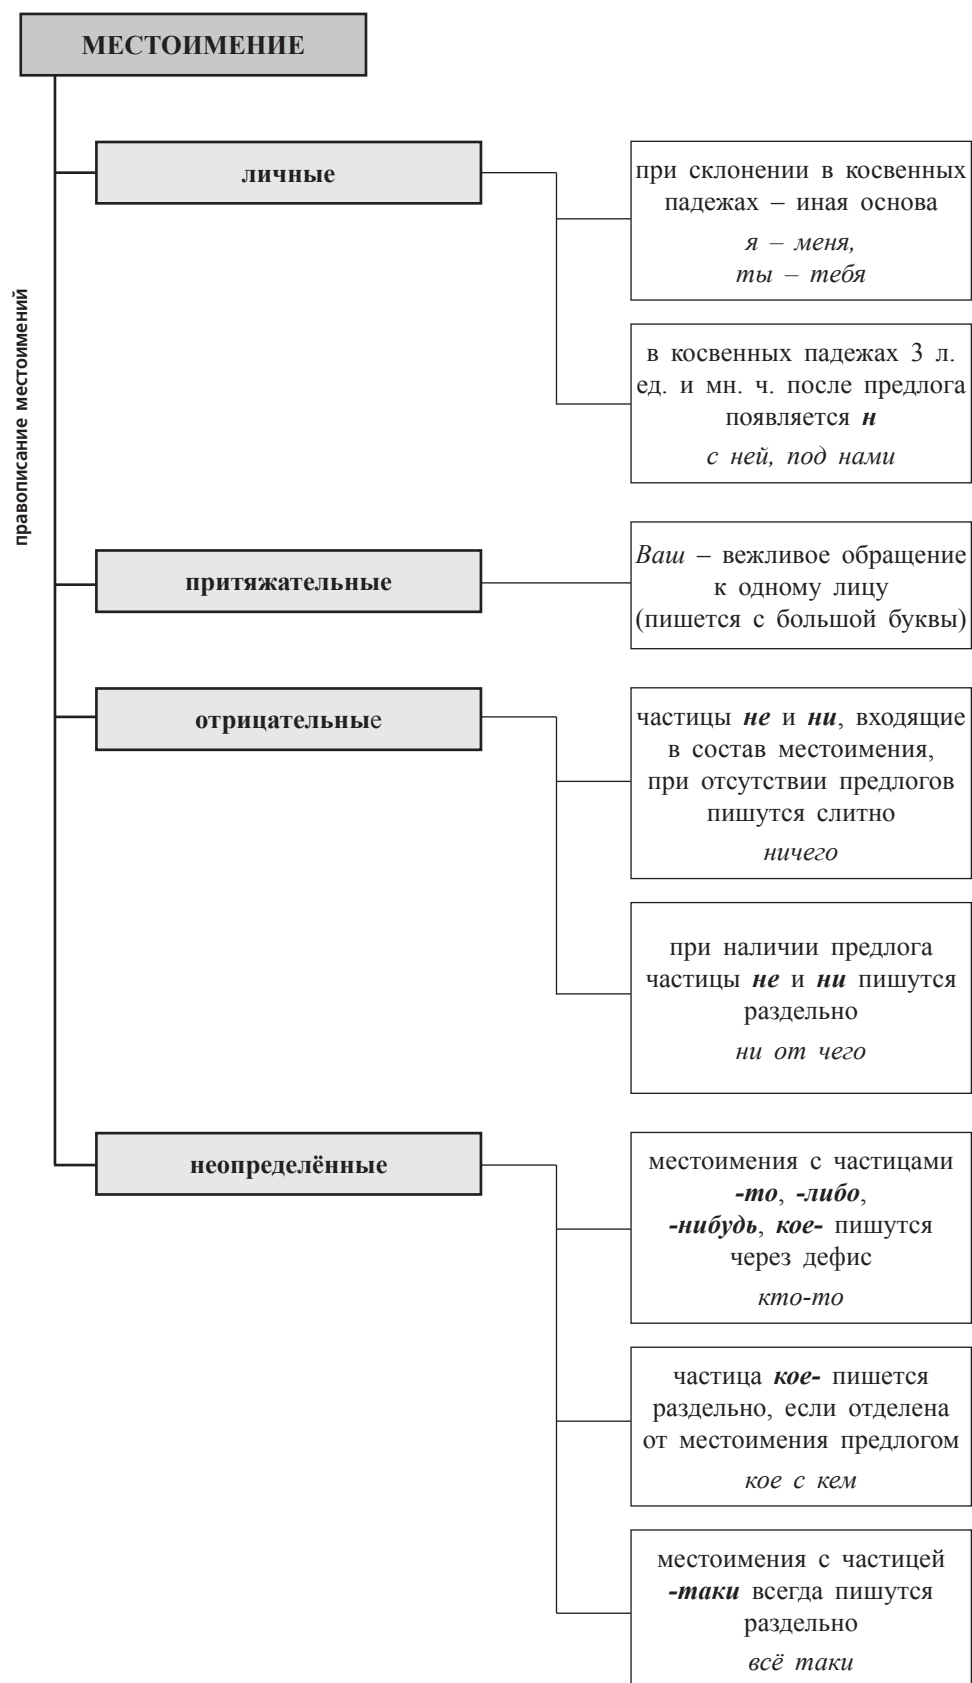 МЕСТОИМЕНИЕ
правописание местоимений
личные
при склонении в косвенных
падежах – иная основа
я – меня,
ты – тебя
в косвенных падежах 3 л.
ед. и мн. ч. после предлога
появляется н
с ней, под нами
притяжательные
Ваш – вежливое обращение
к одному лицу
(пишется с большой буквы)
отрицательные
частицы не и ни, входящие
в состав местоимения,
при отсутствии предлогов
пишутся слитно
ничего
при наличии предлога
частицы не и ни пишутся
раздельно
ни от чего
неопределённые
местоимения с частицами
-то, -либо,
-нибудь, кое- пишутся
через дефис
кто-то
частица кое- пишется
раздельно, если отделена
от местоимения предлогом
кое с кем
местоимения с частицей
-таки всегда пишутся
раздельно
всё таки